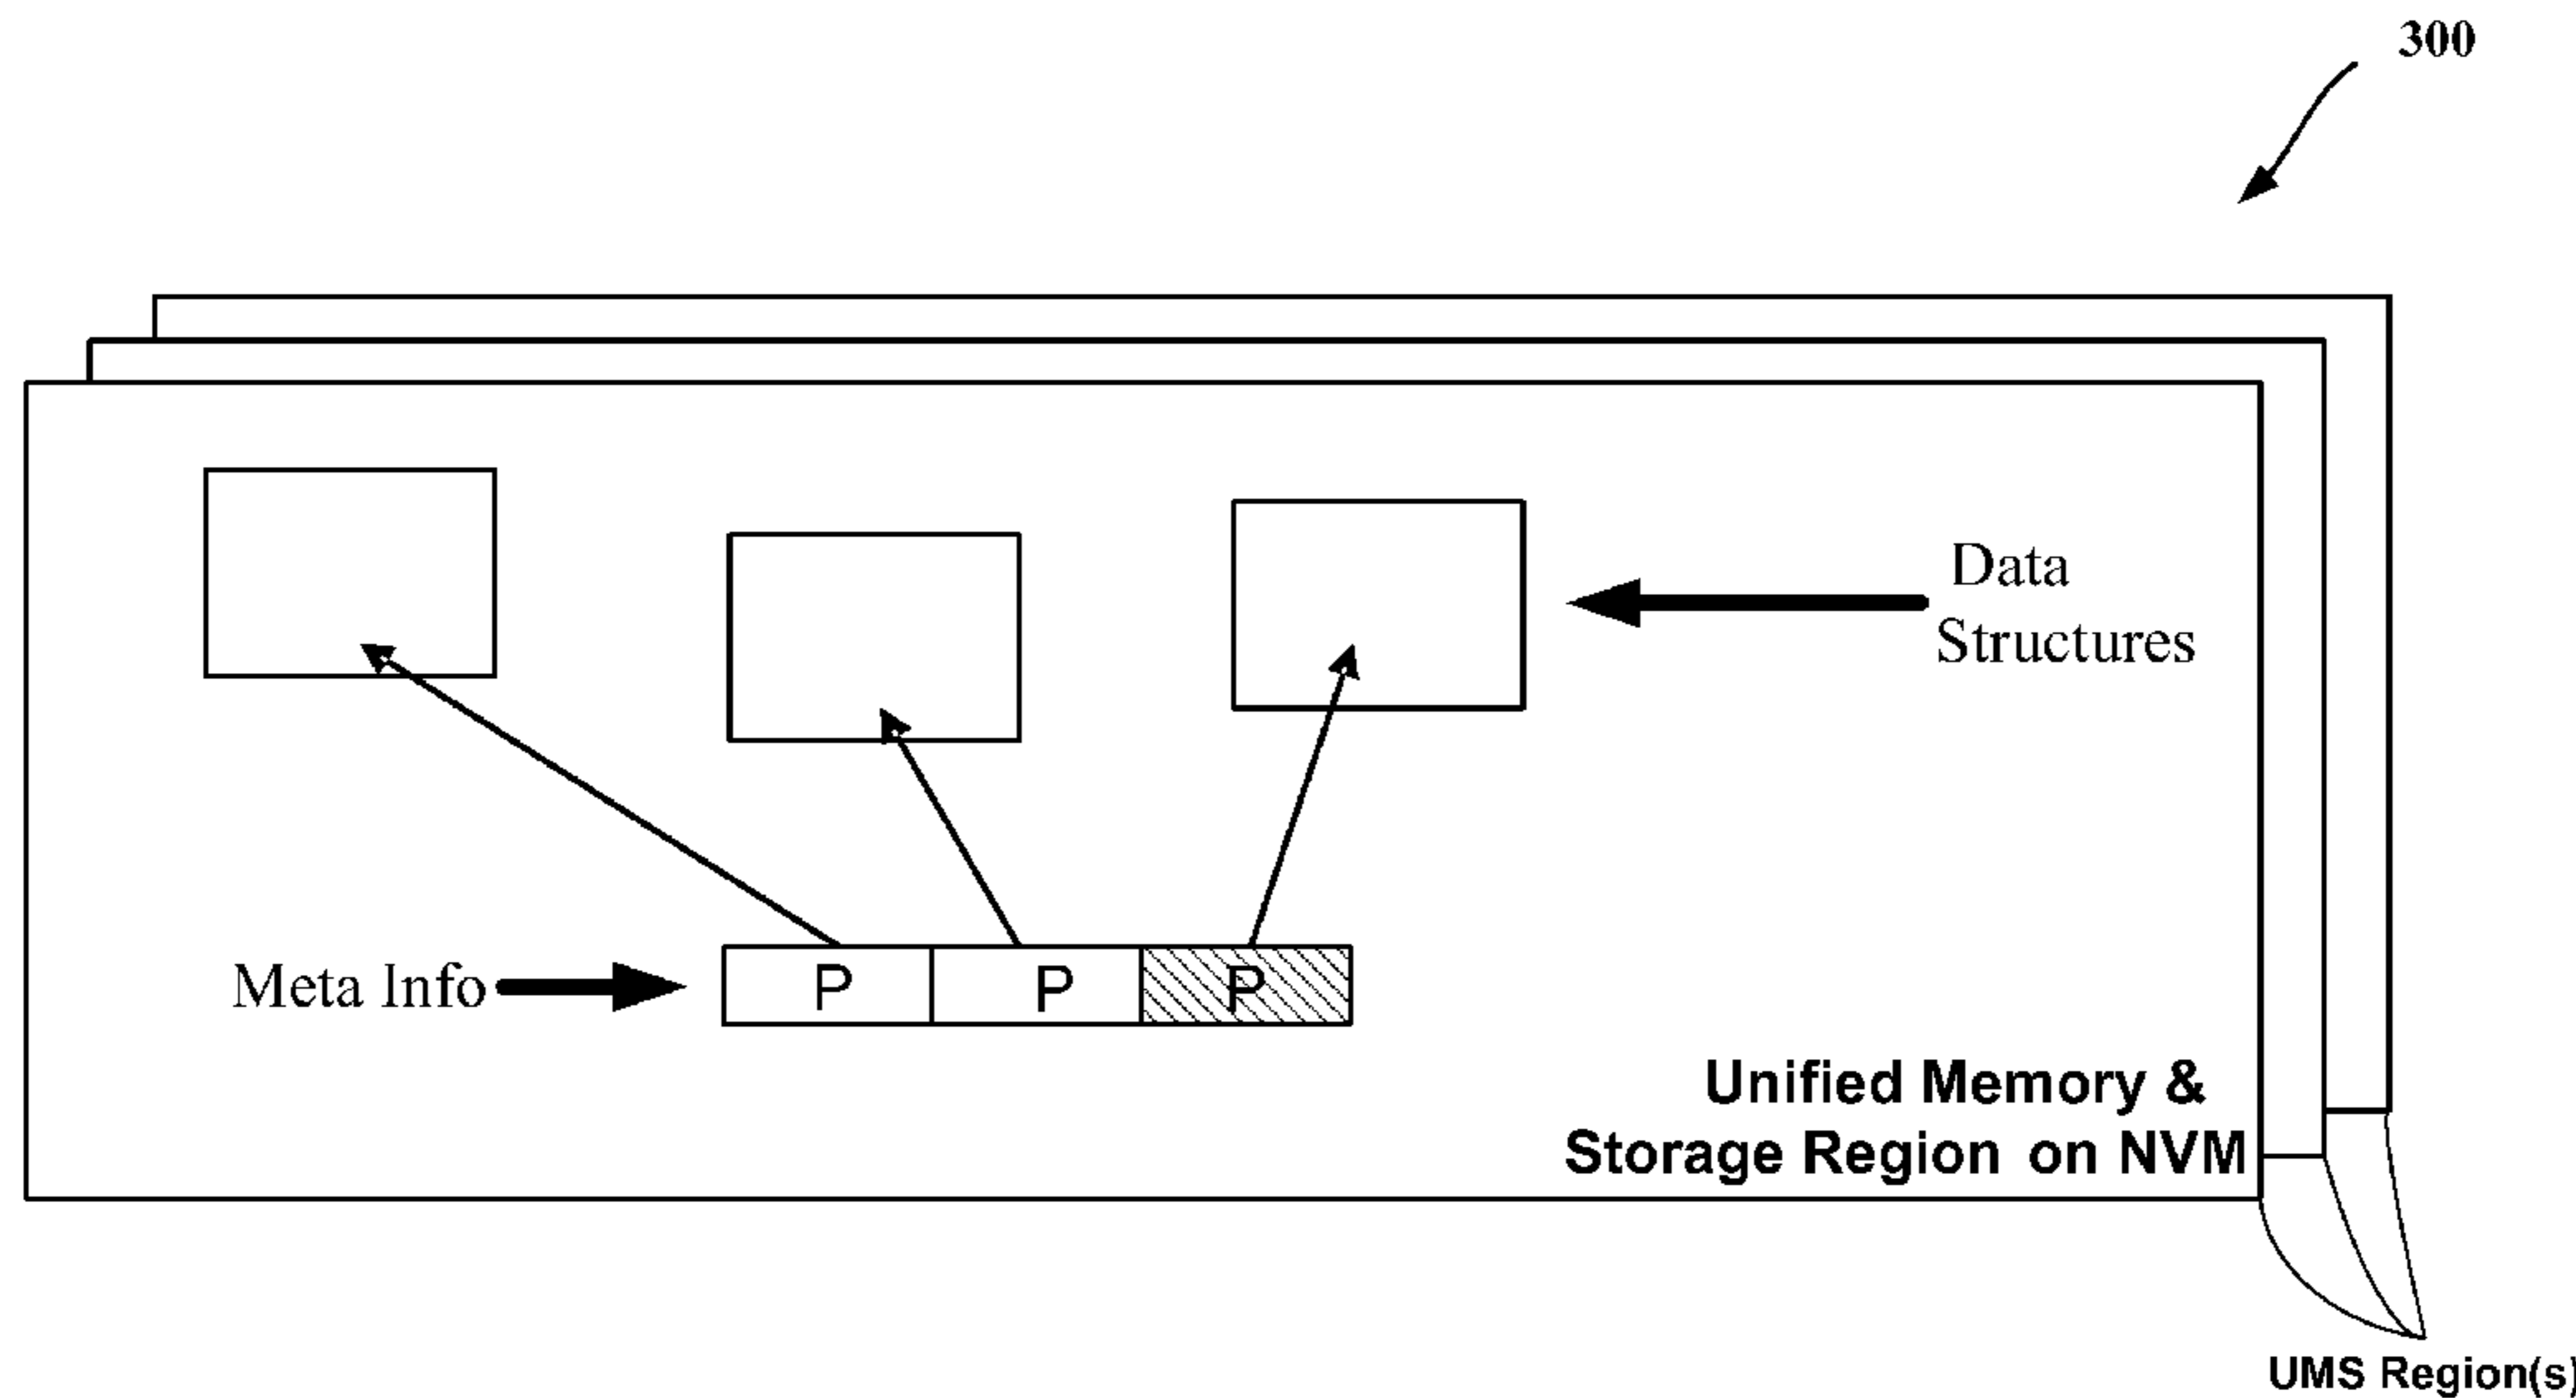 300
Data
Structures
Meta Info
P P P
Unified Memory &
Storage Region on NVM
UMS Region(s)